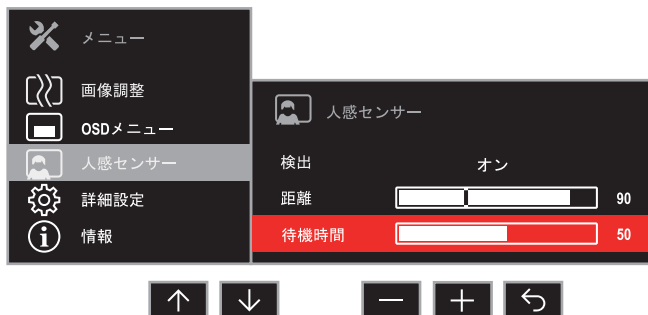 メニュー
画像調整
OSDメニュー
人感センサー
詳細設定
情報
人感センサー
検出 オン
距離 90
待機時間 50